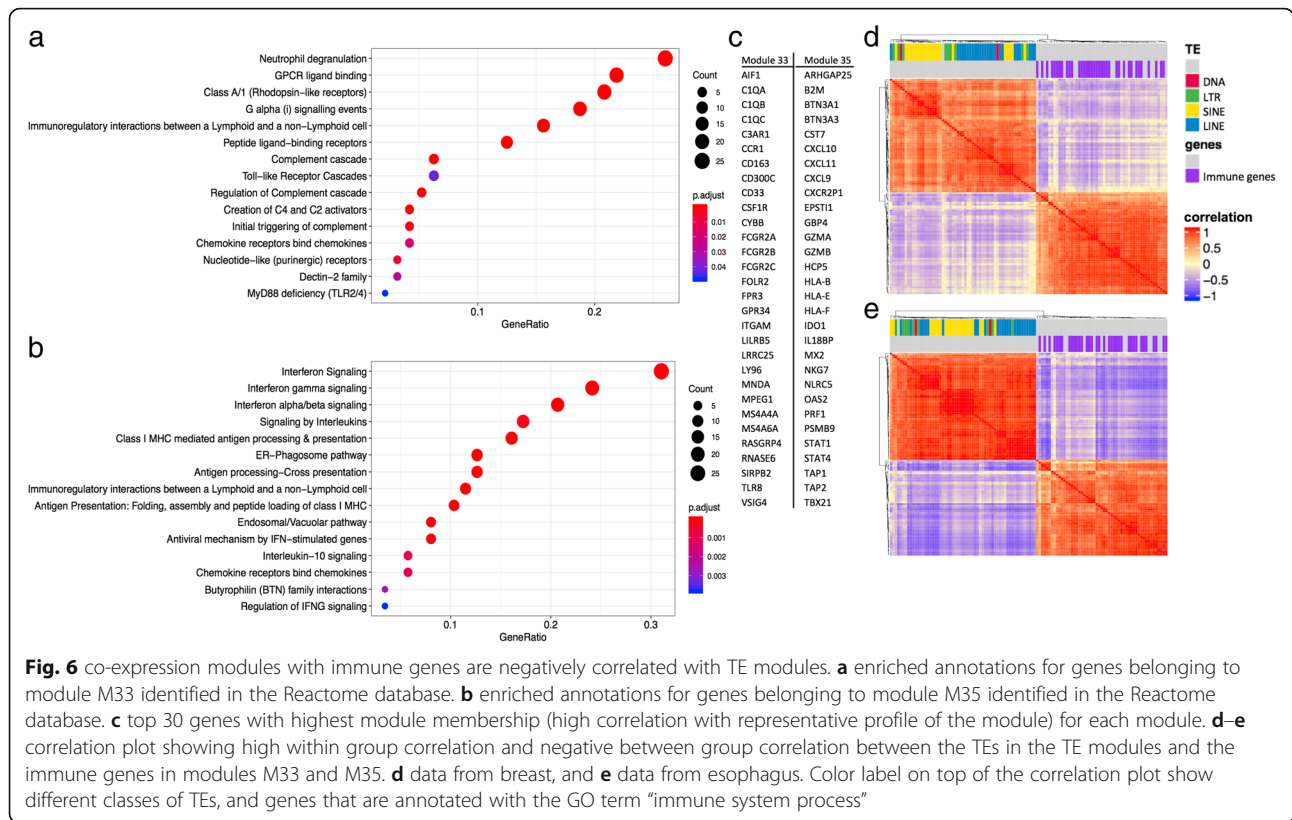 a
Neutrophil degranulation
GPCR ligand binding
Class A/1 (Rhodopsin−like receptors)
G alpha (i) signalling events
Immunoregulatory interactions between a Lymphoid and a non−Lymphoid cell
Peptide ligand−binding receptors
Complement cascade
Toll−like Receptor Cascades
Regulation of Complement cascade
Creation of C4 and C2 activators
Initial triggering of complement
Chemokine receptors bind chemokines
Nucleotide−like (purinergic) receptors
Dectin−2 family
MyD88 deficiency (TLR2/4)
0.1 0.2
GeneRatio
Count
5
10
15
20
25
p.adjust
0.01
0.02
0.03
0.04
b
Interferon Signaling
Interferon gamma signaling
Interferon alpha/beta signaling
Signaling by Interleukins
Class I MHC mediated antigen processing & presentation
ER−Phagosome pathway
Antigen processing−Cross presentation
Immunoregulatory interactions between a Lymphoid and a non−Lymphoid cell
Antigen Presentation: Folding, assembly and peptide loading of class I MHC
Endosomal/Vacuolar pathway
Antiviral mechanism by IFN−stimulated genes
Interleukin−10 signaling
Chemokine receptors bind chemokines
Butyrophilin (BTN) family interactions
Regulation of IFNG signaling
0.1 0.2 0.3
GeneRatio
Count
5
10
15
20
25
p.adjust
0.001
0.002
0.003
c
Module 33 Module 35
AIF1 ARHGAP25
C1QA B2M
C1QB BTN3A1
C1QC BTN3A3
C3AR1 CST7
CCR1 CXCL10
CD163 CXCL11
CD300C CXCL9
CD33 CXCR2P1
CSF1R EPSTI1
CYBB GBP4
FCGR2A GZMA
FCGR2B GZMB
FCGR2C HCP5
FOLR2 HLA-B
FPR3 HLA-E
GPR34 HLA-F
ITGAM IDO1
LILRB5 IL18BP
LRRC25 MX2
LY96 NKG7
MNDA NLRC5
MPEG1 OAS2
MS4A4A PRF1
MS4A6A PSMB9
RASGRP4 STAT1
RNASE6 STAT4
SIRPB2 TAP1
TLR8 TAP2
VSIG4 TBX21
d
e
TE
DNA
LTR
SINE
LINE
genes
Immune genes
correlation
1
0.5
0
−0.5
−1
Fig. 6 co-expression modules with immune genes are negatively correlated with TE modules. a enriched annotations for genes belonging to
module M33 identified in the Reactome database. b enriched annotations for genes belonging to module M35 identified in the Reactome
database. c top 30 genes with highest module membership (high correlation with representative profile of the module) for each module. d–e
correlation plot showing high within group correlation and negative between group correlation between the TEs in the TE modules and the
immune genes in modules M33 and M35. d data from breast, and e data from esophagus. Color label on top of the correlation plot show
different classes of TEs, and genes that are annotated with the GO term “immune system process”